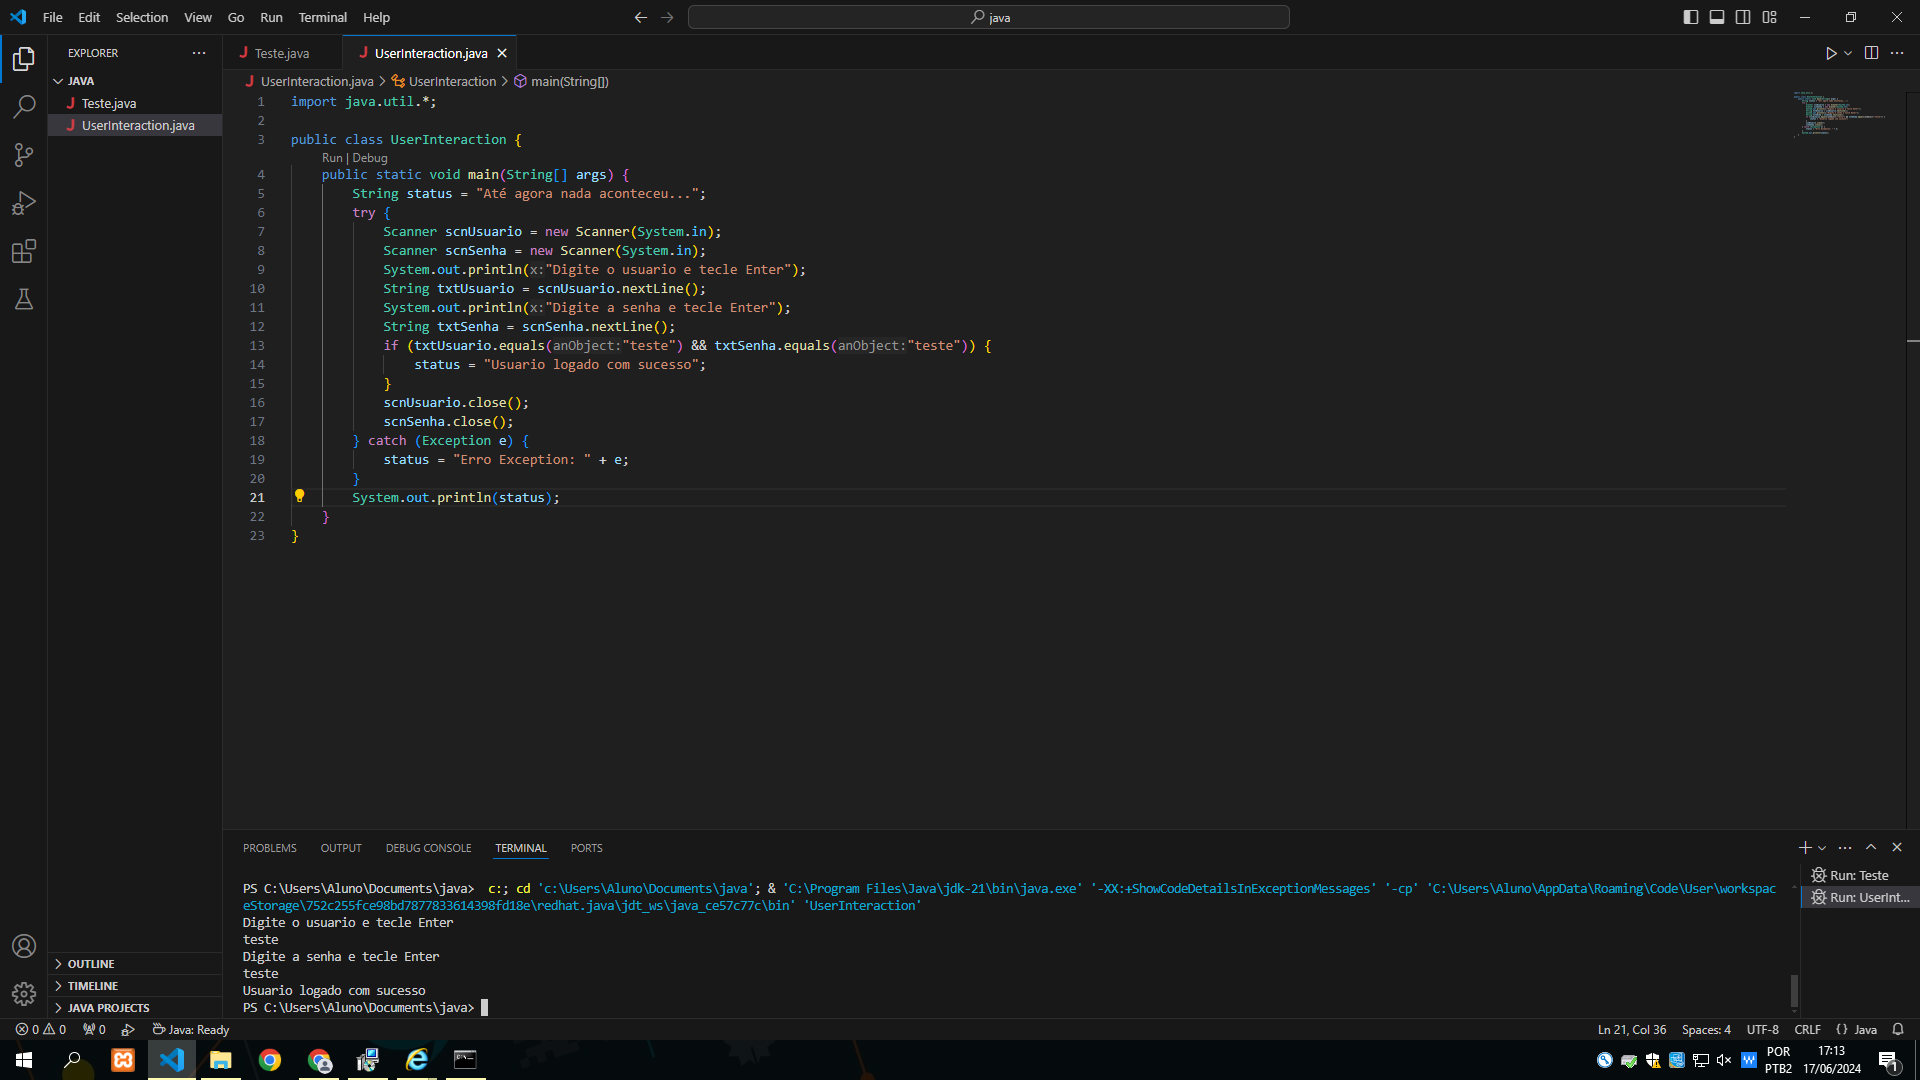 File Edit Selection View Go Run Terminal Help
java
EXPLORER
JAVA
Teste.java
UserInteraction.java
OUTLINE
TIMELINE
JAVA PROJECTS
Teste.java
UserInteraction.java
UserInteraction.java > UserInteraction > main(String[])
1 import java.util.*;
2
3 public class UserInteraction {
Run | Debug
4 public static void main(String[] args) {
5 String status = "Até agora nada aconteceu...";
6 try {
7 Scanner scnUsuario = new Scanner(System.in);
8 Scanner scnSenha = new Scanner(System.in);
9 System.out.println(x:"Digite o usuario e tecle Enter");
10 String txtUsuario = scnUsuario.nextLine();
11 System.out.println(x:"Digite a senha e tecle Enter");
12 String txtSenha = scnSenha.nextLine();
13 if (txtUsuario.equals(anObject:"teste") && txtSenha.equals(anObject:"teste")) {
14 status = "Usuario logado com sucesso";
15 }
16 scnUsuario.close();
17 scnSenha.close();
18 } catch (Exception e) {
19 status = "Erro Exception: " + e;
20 }
21 System.out.println(status);
22 }
23 }
PROBLEMS OUTPUT DEBUG CONSOLE TERMINAL PORTS
PS C:\Users\Aluno\Documents\java>  c:; cd 'c:\Users\Aluno\Documents\java'; & 'C:\Program Files\Java\jdk-21\bin\java.exe' '-XX:+ShowCodeDetailsInExceptionMessages' '-cp' 'C:\Users\Aluno\AppData\Roaming\Code\User\workspac
eStorage\752c255fce98bd7877833614398fd18e\redhat.java\jdt_ws\java_ce57c77c\bin' 'UserInteraction'
Digite o usuario e tecle Enter
teste
Digite a senha e tecle Enter
teste
Usuario logado com sucesso
PS C:\Users\Aluno\Documents\java>
Run: Teste
Run: UserInt...
0 0 0 Java: Ready
Ln 21, Col 36 Spaces: 4 UTF-8 CRLF {} Java
POR
PTB2
17:13
17/06/2024
1